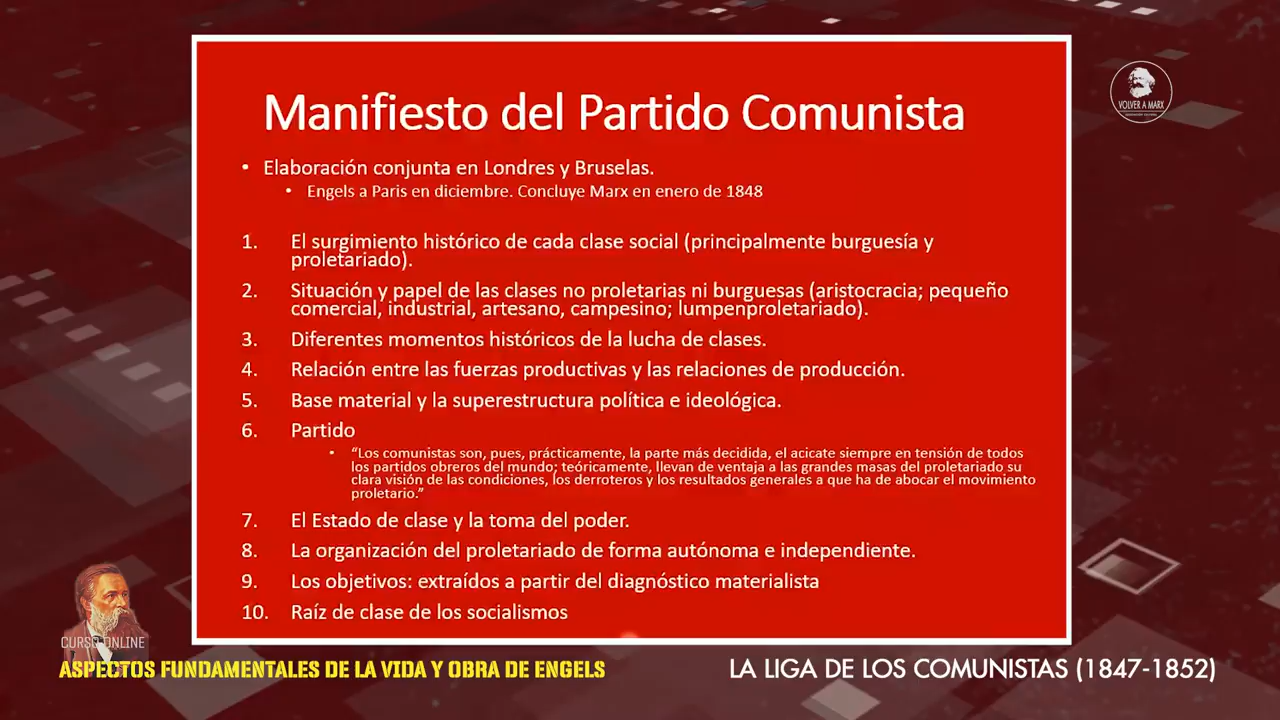 Manifiesto del Partido Comunista
VOLVER A MARX
• Elaboración conjunta en Londres y Bruselas.
• Engels a Paris en diciembre. Concluye Marx en enero de 1848
1. El surgimiento histórico de cada clase social (principalmente burguesía y
proletariado).
2. Situación y papel de las clases no proletarias ni burguesas (aristocracia; pequeño
comercial, industrial, artesano, campesino; lumpenproletariado).
3. Diferentes momentos históricos de la lucha de clases.
4. Relación entre las fuerzas productivas y las relaciones de producción.
5. Base material y la superestructura política e ideológica.
6. Partido
• “Los comunistas son, pues, prácticamente, la parte más decidida, el acicate siempre en tensión de todos
los partidos obreros del mundo; teóricamente, llevan de ventaja a las grandes masas del proletariado su
clara visión de las condiciones, los derroteros y los resultados generales a que ha de abocar el movimiento
proletario.”
7. El Estado de clase y la toma del poder.
8. La organización del proletariado de forma autónoma e independiente.
9. Los objetivos: extraídos a partir del diagnóstico materialista
10. Raíz de clase de los socialismos
CURSO ONLINE
ASPECTOS FUNDAMENTALES DE LA VIDA Y OBRA DE ENGELS
LA LIGA DE LOS COMUNISTAS (1847-1852)